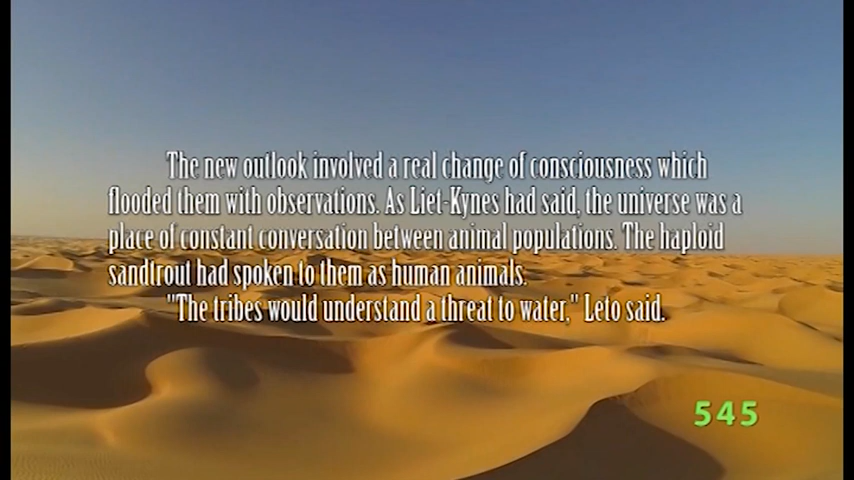 The new outlook involved a real change of consciousness which
flooded them with observations. As Liet-Kynes had said, the universe was a
place of constant conversation between animal populations. The haploid
sandtrout had spoken to them as human animals.
"The tribes would understand a threat to water," Leto said.
545